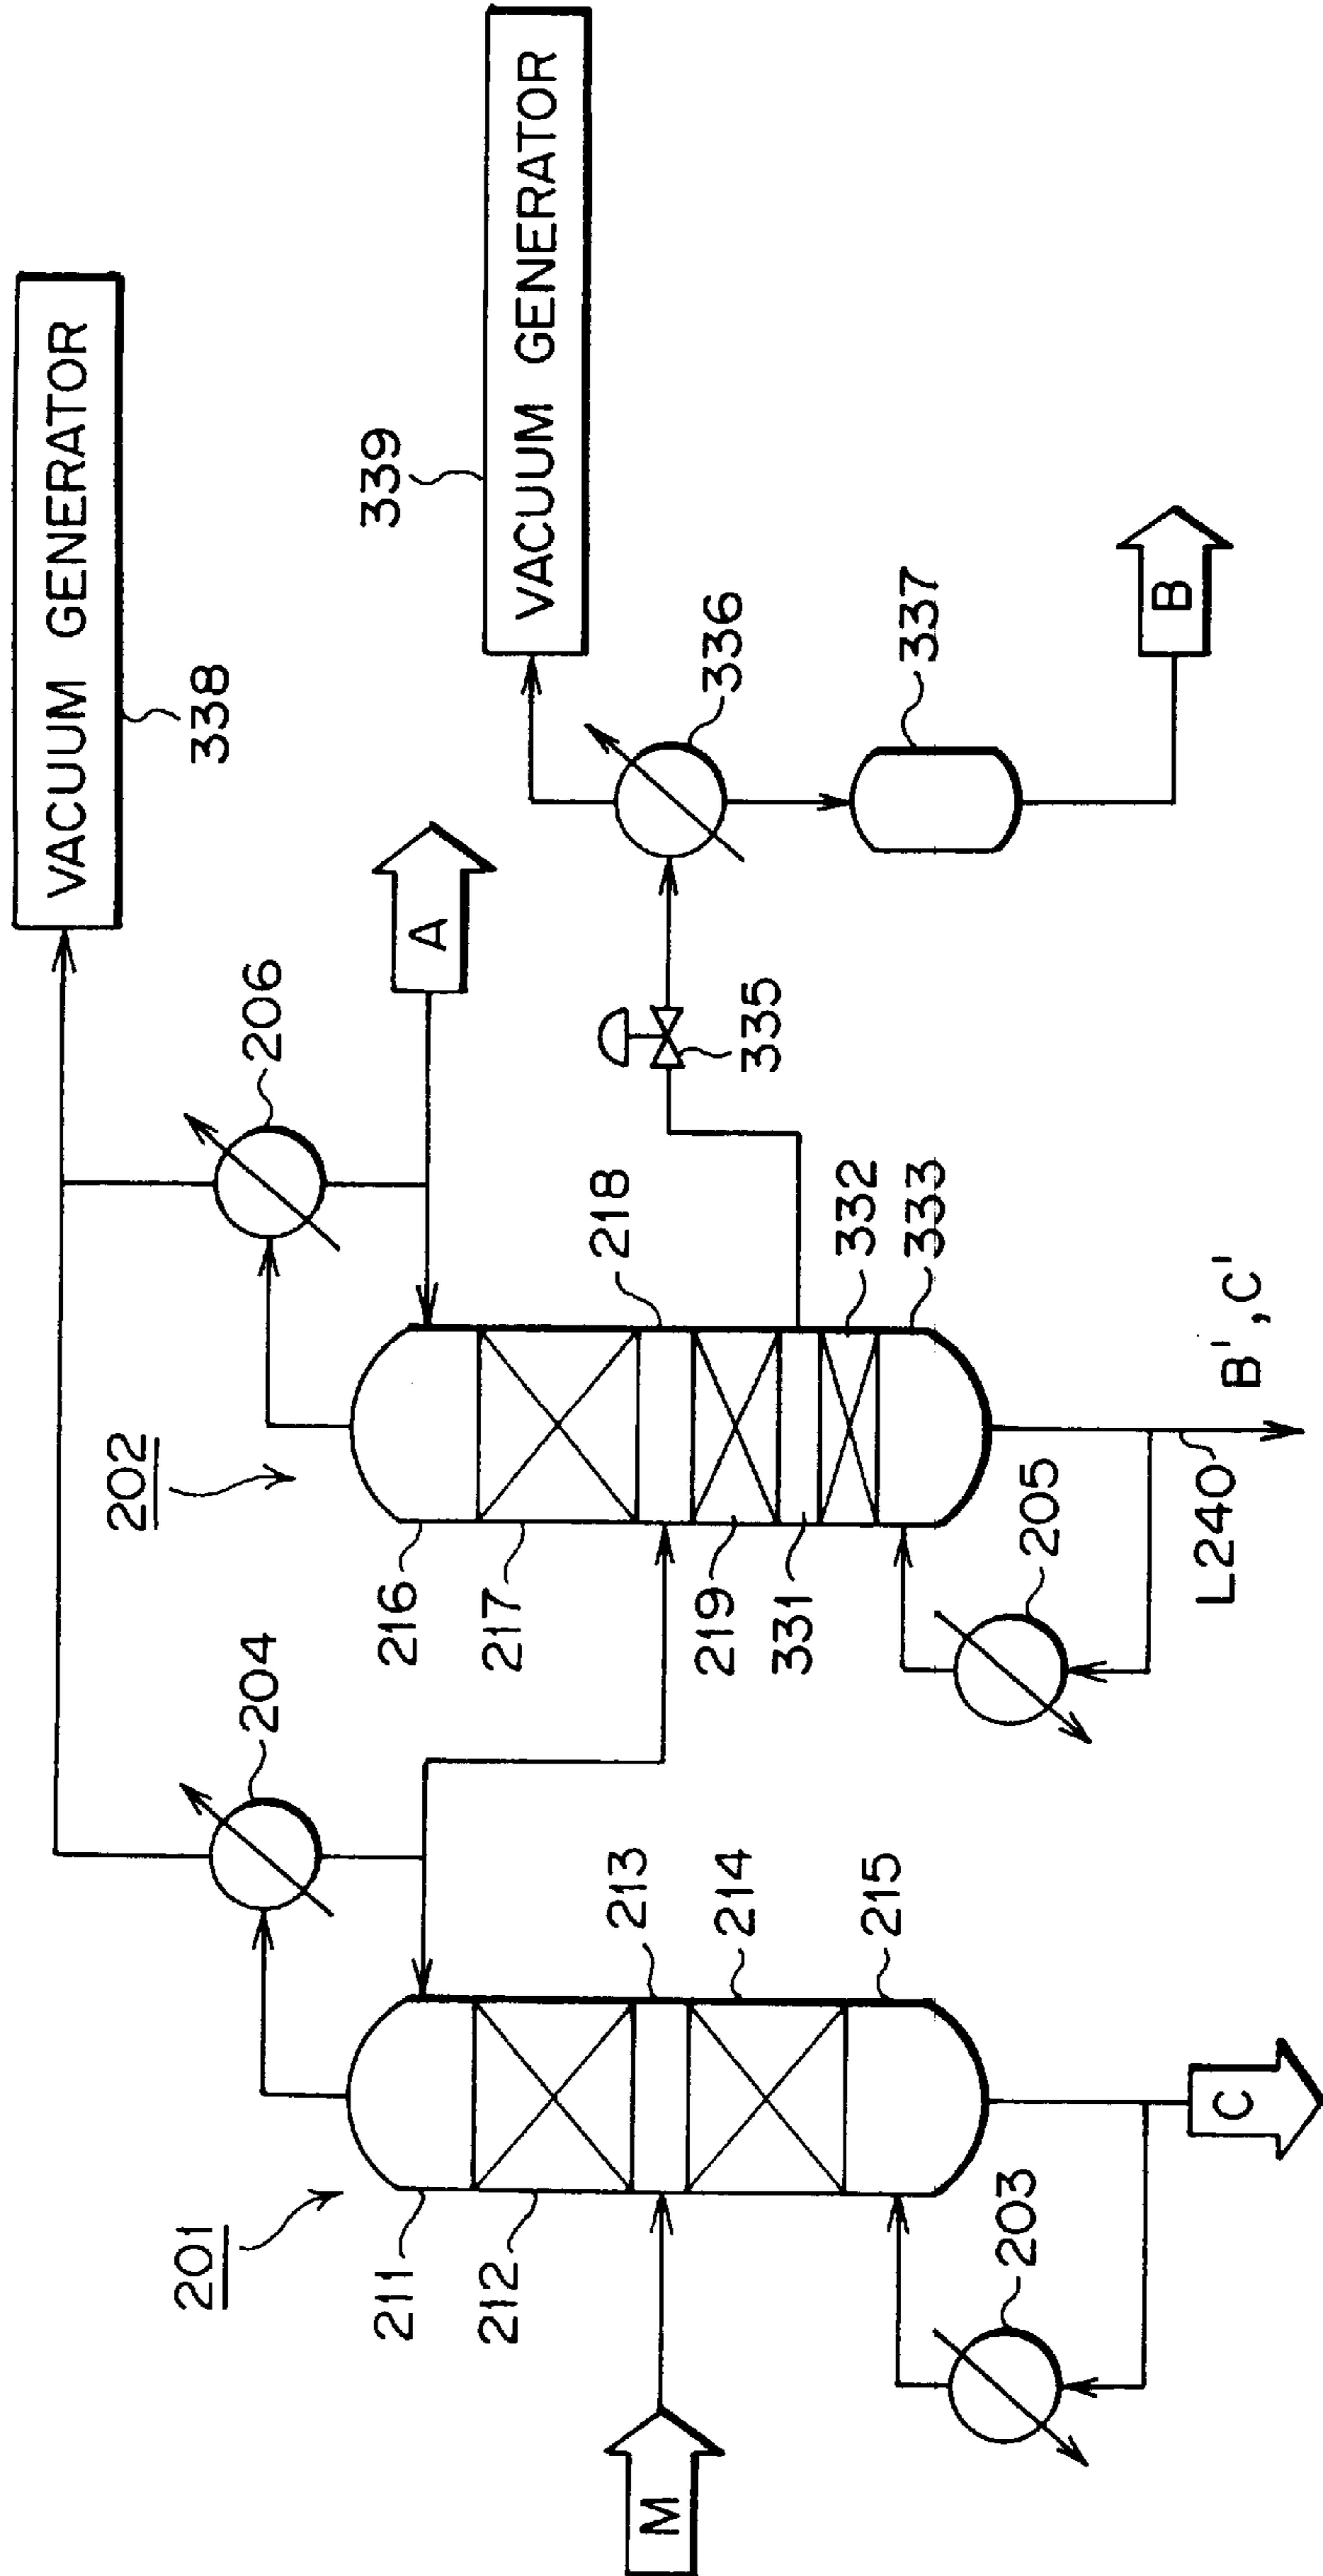 VACUUM GENERATOR
338
VACUUM GENERATOR
339
204
206
A
336
202
201
335
337
B
211
212
213
214
215
216
217
218
219
331
332
333
M
203
C
205
L240
B',C'